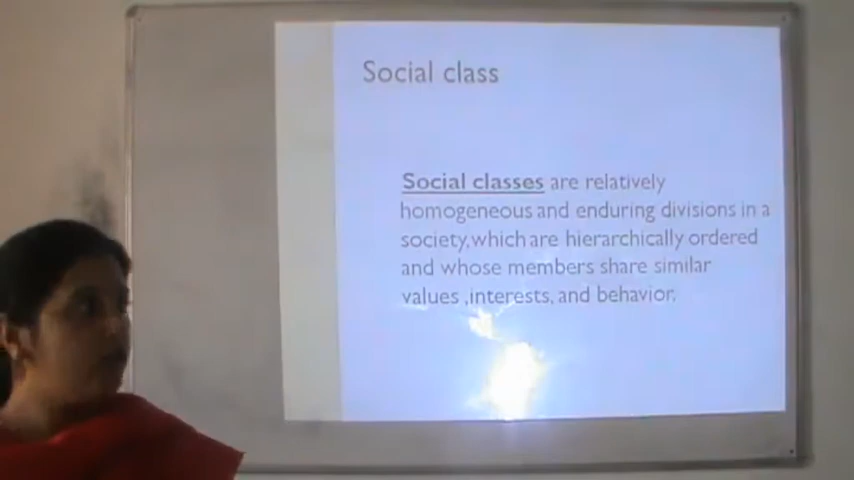 Social class
Social classes are relatively
homogeneous and enduring divisions in a
society,which are hierarchically ordered
and whose members share similar
values ,interests, and behavior.